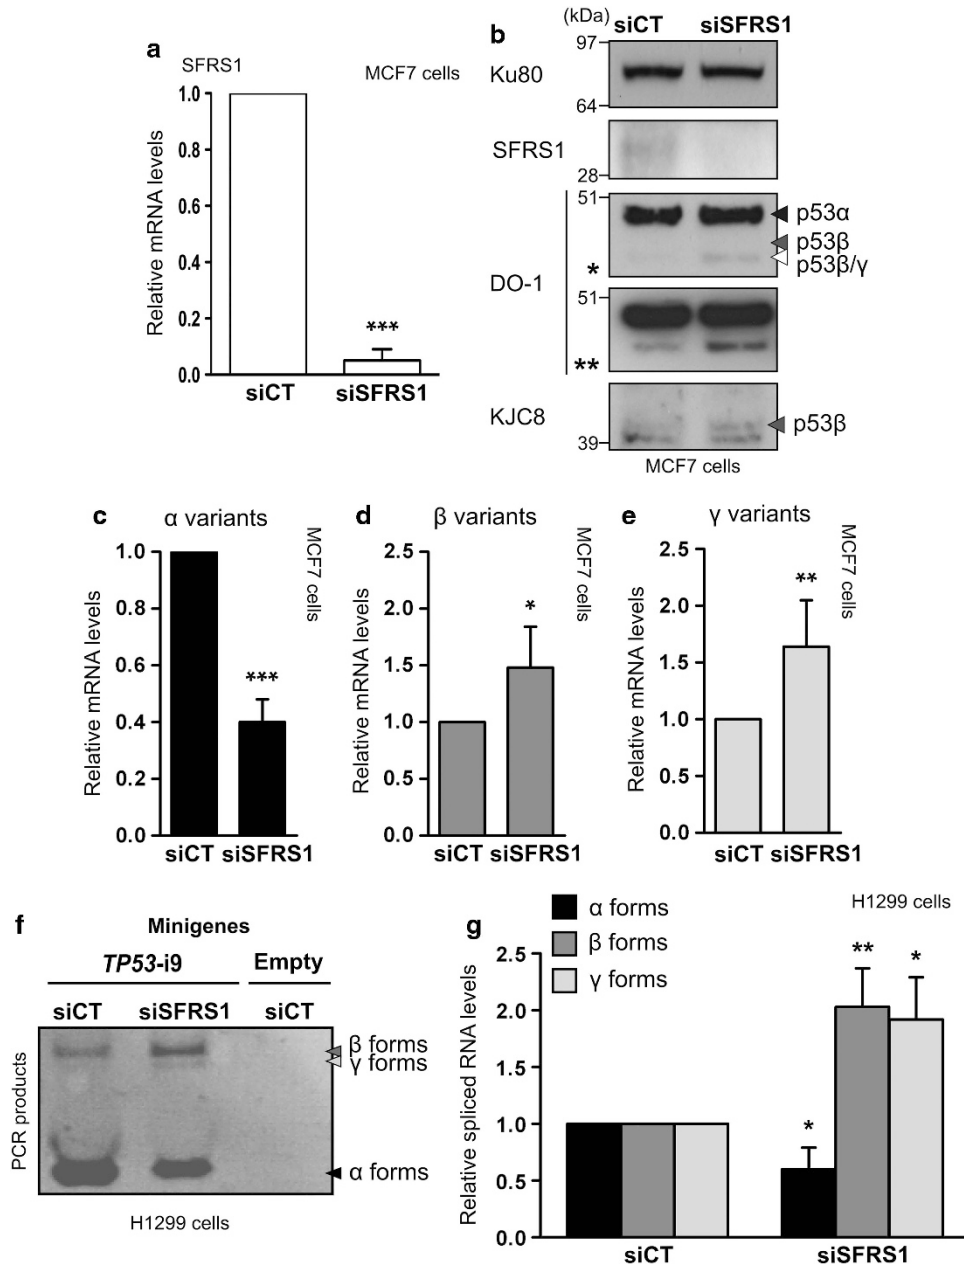 a
SFRS1
MCF7 cells
Relative mRNA levels
1.0
0.8
0.6
0.4
0.2
0.0
***
siCT
siSFRS1
b
(kDa)
siCT
siSFRS1
97
Ku80
64
SFRS1
28
51
p53α
p53β
p53β/γ
DO-1
*
51
**
KJC8
p53β
39
MCF7 cells
c
α variants
MCF7 cells
Relative mRNA levels
1.0
0.8
0.6
0.4
0.2
0.0
***
siCT siSFRS1
d
β variants
MCF7 cells
Relative mRNA levels
2.5
2.0
1.5
1.0
0.5
0.0
*
siCT siSFRS1
e
γ variants
MCF7 cells
Relative mRNA levels
2.5
2.0
1.5
1.0
0.5
0.0
**
siCT siSFRS1
f
Minigenes
TP53-i9
Empty
siCT
siSFRS1
siCT
PCR products
β forms
γ forms
α forms
H1299 cells
g
α forms
β forms
γ forms
H1299 cells
Relative spliced RNA levels
2.5
2.0
1.5
1.0
0.5
0.0
*
**
*
siCT
siSFRS1